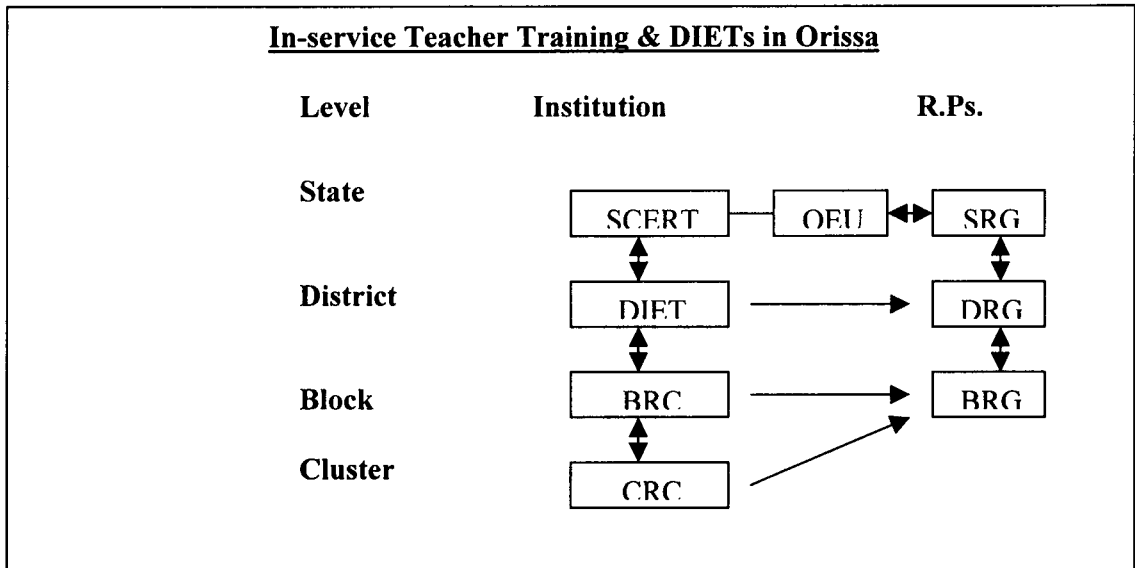 In-service Teacher Training & DIETs in Orissa
Level Institution R.Ps.
State SCERT OEU SRG
District DIET DRG
Block BRC BRG
Cluster CRC